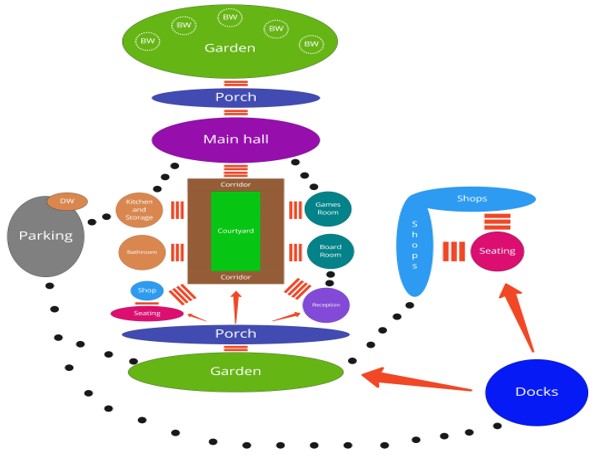 BW
BW
BW
BW
BW
Garden
Porch
Main hall
Corridor
DW
Parking
Kitchen
and
Storage
Games
Room
Courtyard
Bathroom
Board
Room
Corridor
Shop
Seating
Reception
Porch
Garden
Shops
Shops
Seating
Docks